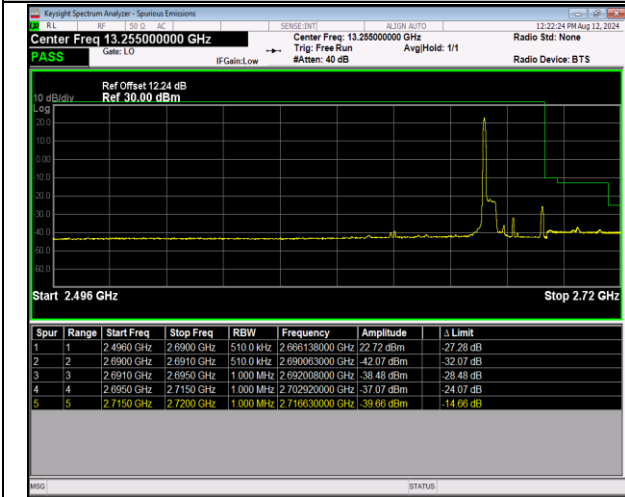 Keysight Spectrum Analyzer - Spurious Emissions
RL RF 50 Ω AC SENSE:INT ALIGN AUTO 12:22:24 PM Aug 12, 2024
Center Freq 13.255000000 GHz Center Freq: 13.255000000 GHz Radio Std: None
PASS Gate: LO IFGain:Low Trig: Free Run Avg|Hold: 1/1
#Atten: 40 dB Radio Device: BTS
Ref Offset 12.24 dB
10 dB/div Ref 30.00 dBm
Log
20.0
10.0
0.00
-10.0
-20.0
-30.0
-40.0
-50.0
-60.0
Start 2.496 GHz Stop 2.72 GHz
Spur Range Start Freq Stop Freq RBW Frequency Amplitude Δ Limit
1 1 2.4960 GHz 2.6900 GHz 510.0 kHz 2.666138000 GHz 22.72 dBm -27.28 dB
2 2 2.6900 GHz 2.6910 GHz 510.0 kHz 2.690063000 GHz -42.07 dBm -32.07 dB
3 3 2.6910 GHz 2.6950 GHz 1.000 MHz 2.692008000 GHz -38.48 dBm -28.48 dB
4 4 2.6950 GHz 2.7150 GHz 1.000 MHz 2.702920000 GHz -37.07 dBm -24.07 dB
5 5 2.7150 GHz 2.7200 GHz 1.000 MHz 2.716630000 GHz -39.66 dBm -14.66 dB
MSG STATUS